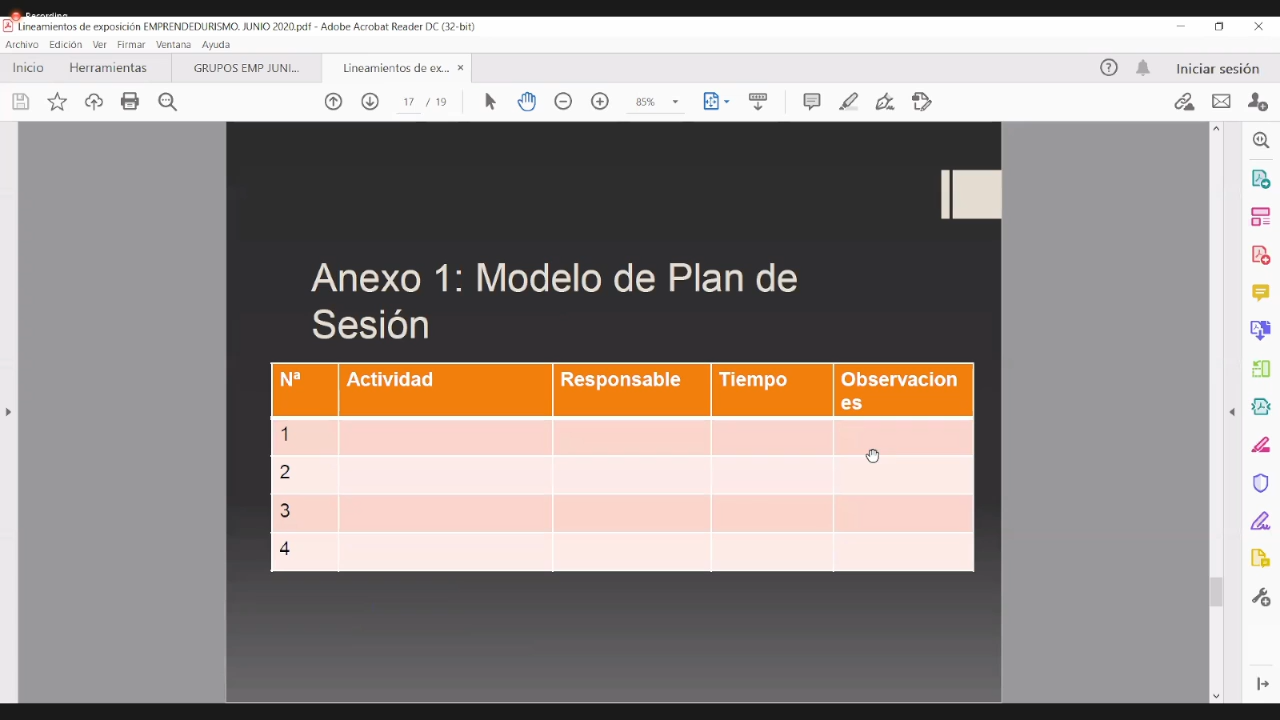 Recording
Lineamientos de exposición EMPRENDEDURISMO. JUNIO 2020.pdf - Adobe Acrobat Reader DC (32-bit)
Archivo Edición Ver Firmar Ventana Ayuda
Inicio Herramientas GRUPOS EMP JUNI... Lineamientos de ex... × Iniciar sesión
17 / 19 85%
Anexo 1: Modelo de Plan de
Sesión
Nª Actividad Responsable Tiempo Observacion
es
1
2
3
4